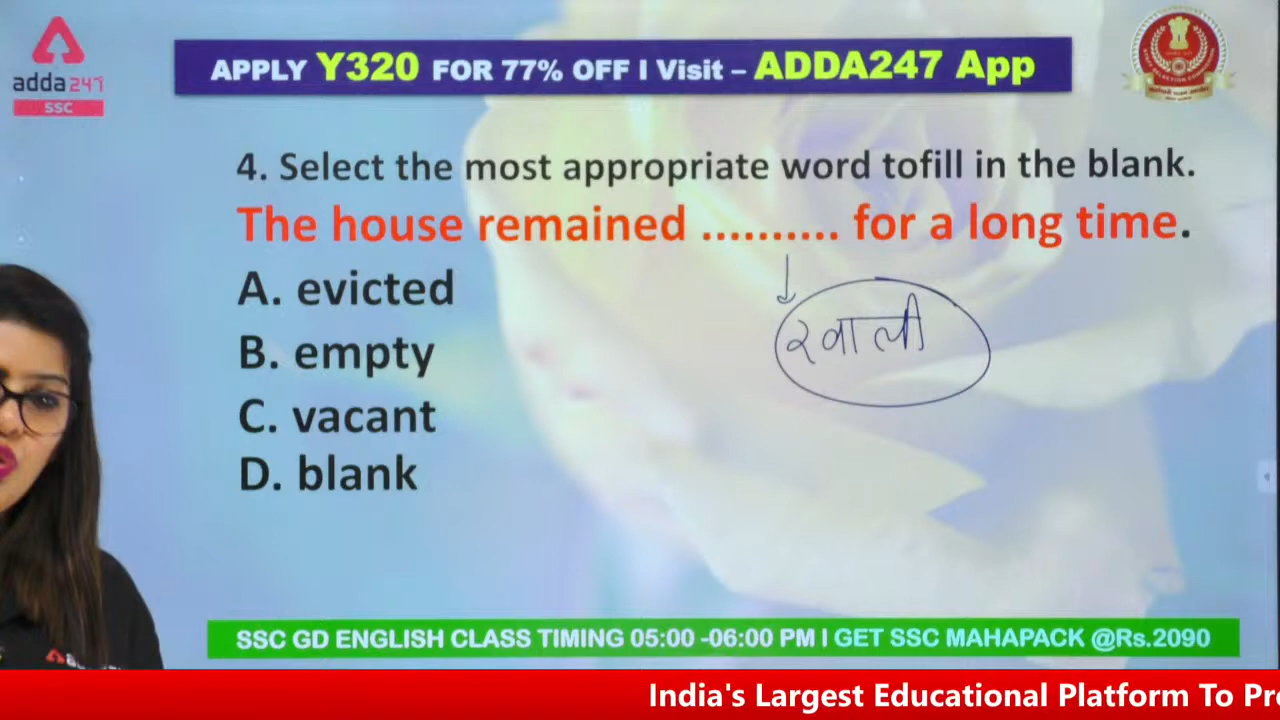 adda247
SSC
APPLY Y320 FOR 77% OFF I Visit – ADDA247 App
4. Select the most appropriate word tofill in the blank.
The house remained .......... for a long time.
A. evicted
B. empty
C. vacant
D. blank
खाली
SSC GD ENGLISH CLASS TIMING 05:00 -06:00 PM I GET SSC MAHAPACK @Rs.2090
India's Largest Educational Platform To Pre